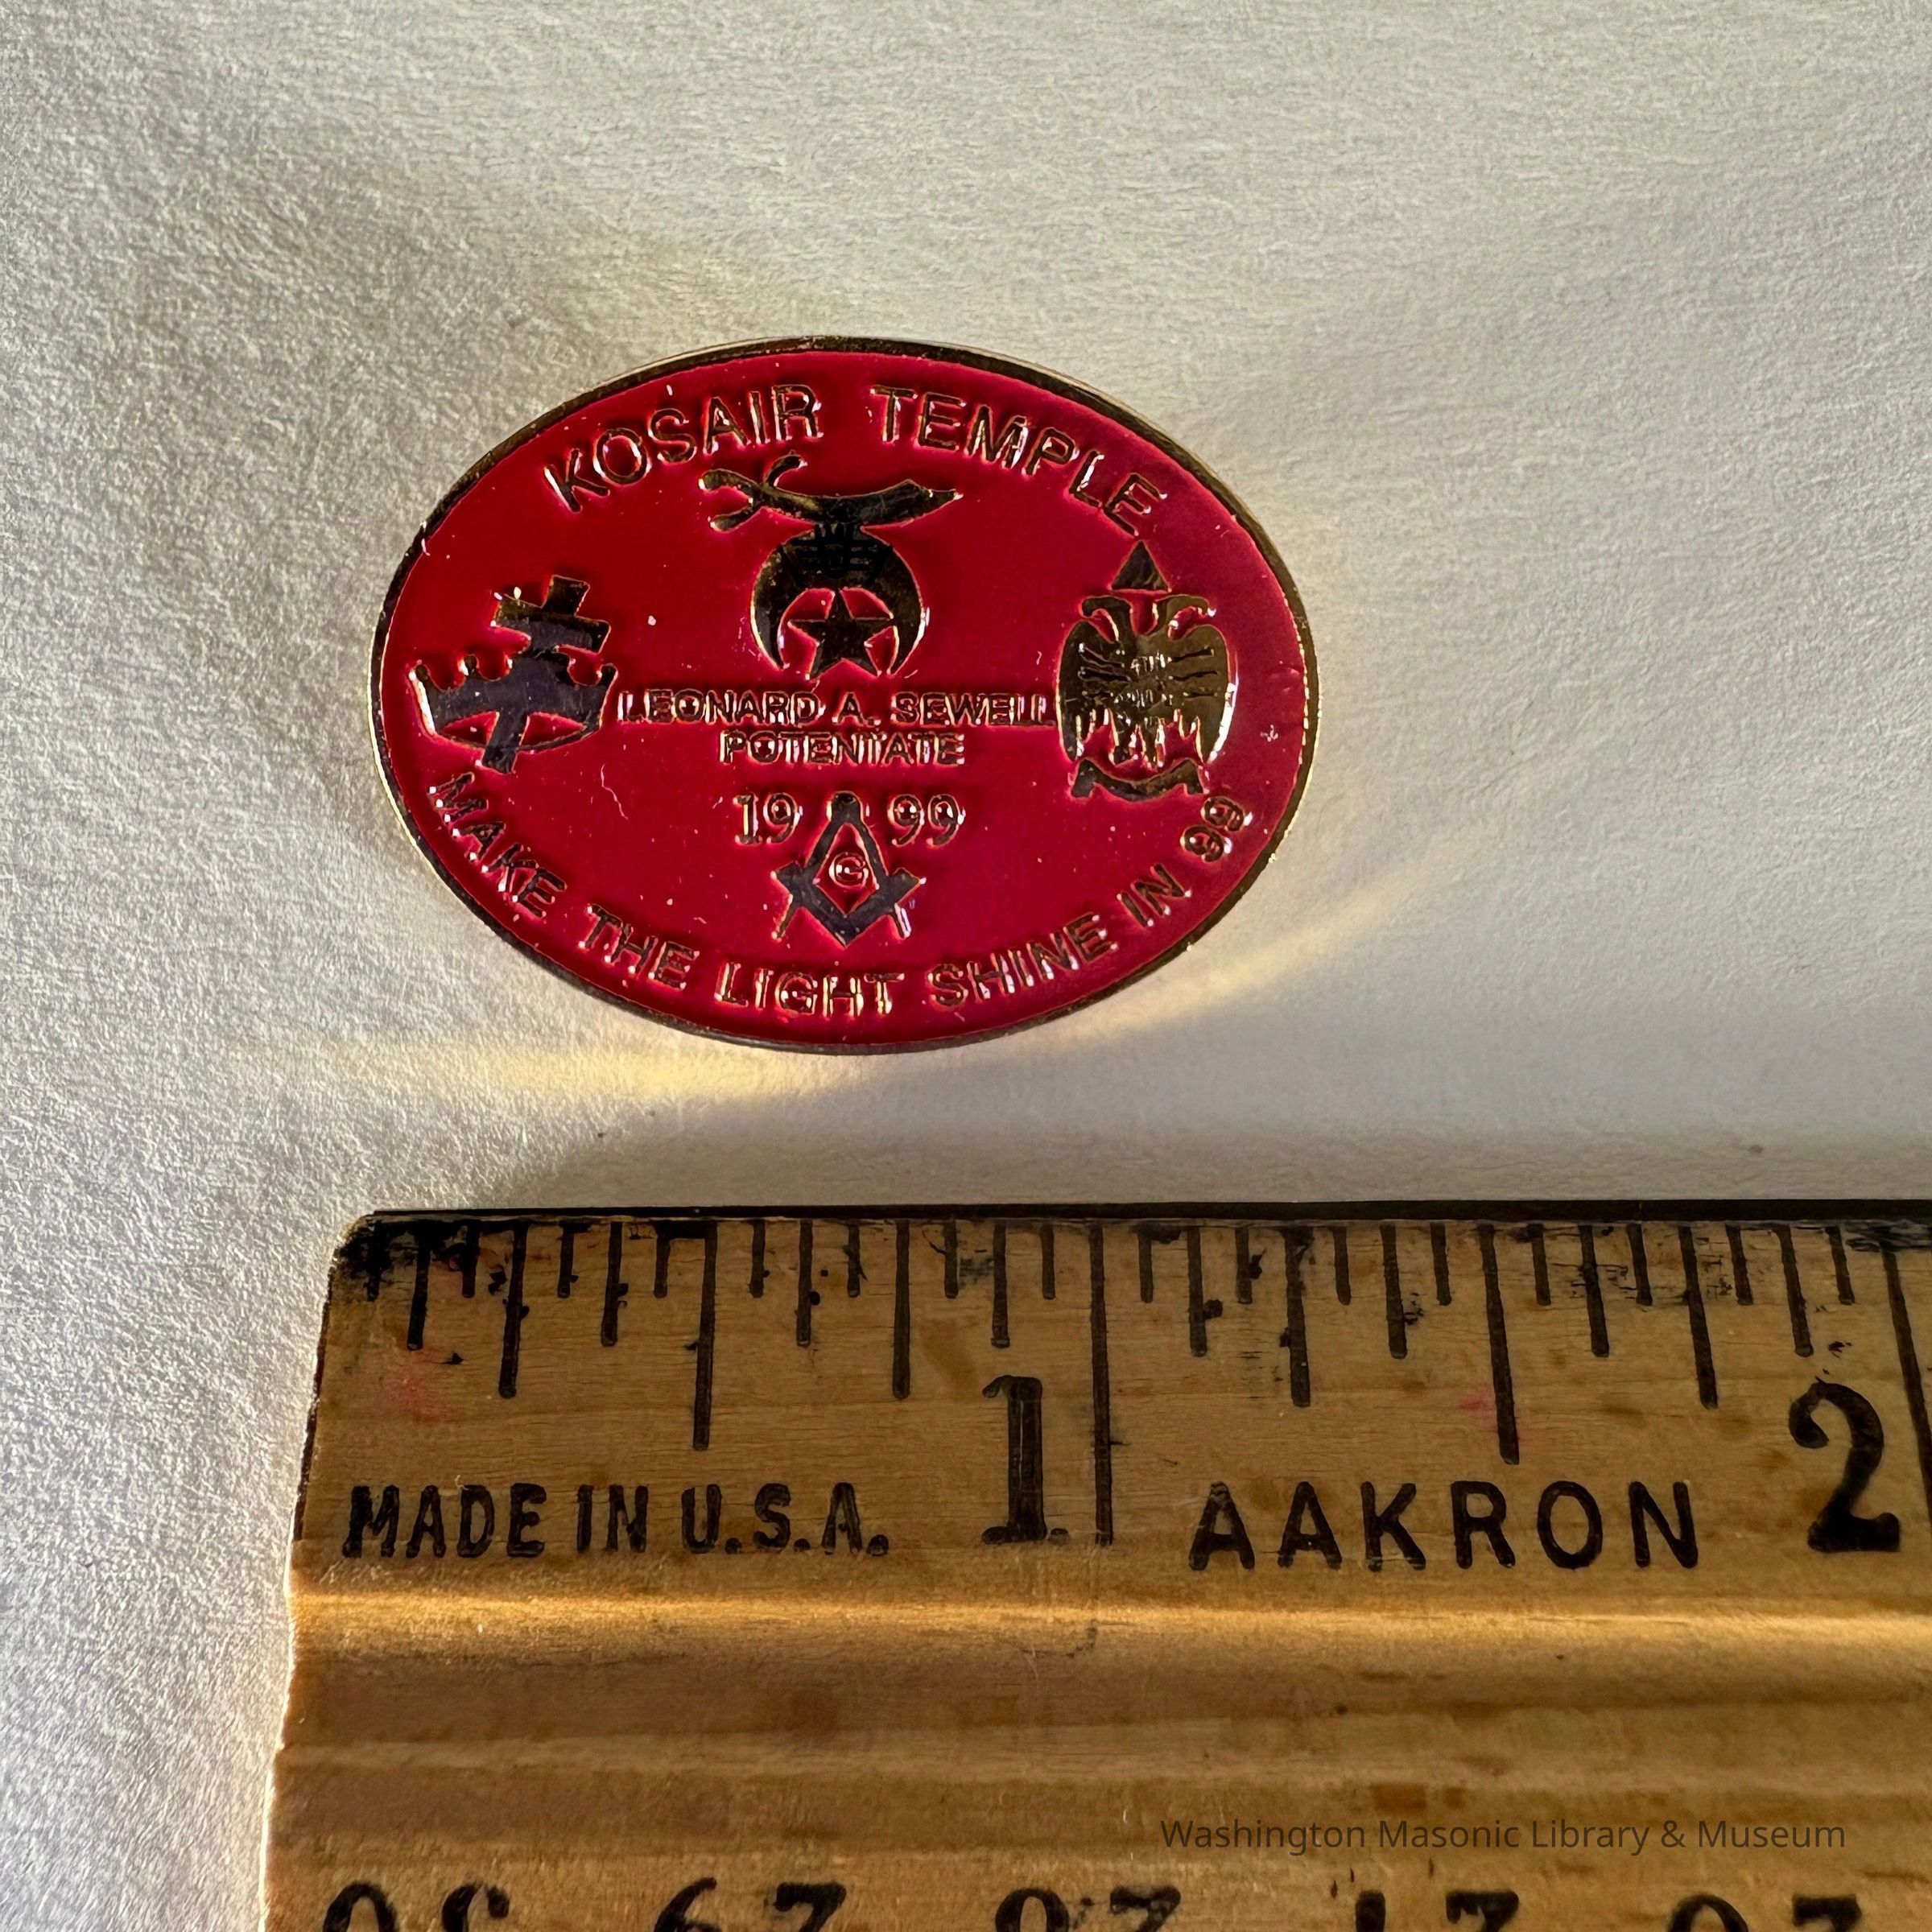 KOSAIR TEMPLE
LEONARD A. SEWELL
POTENTATE
19 99
G
MAKE THE LIGHT SHINE IN 99
1 2
MADE IN U.S.A. AAKRON
Washington Masonic Library & Museum